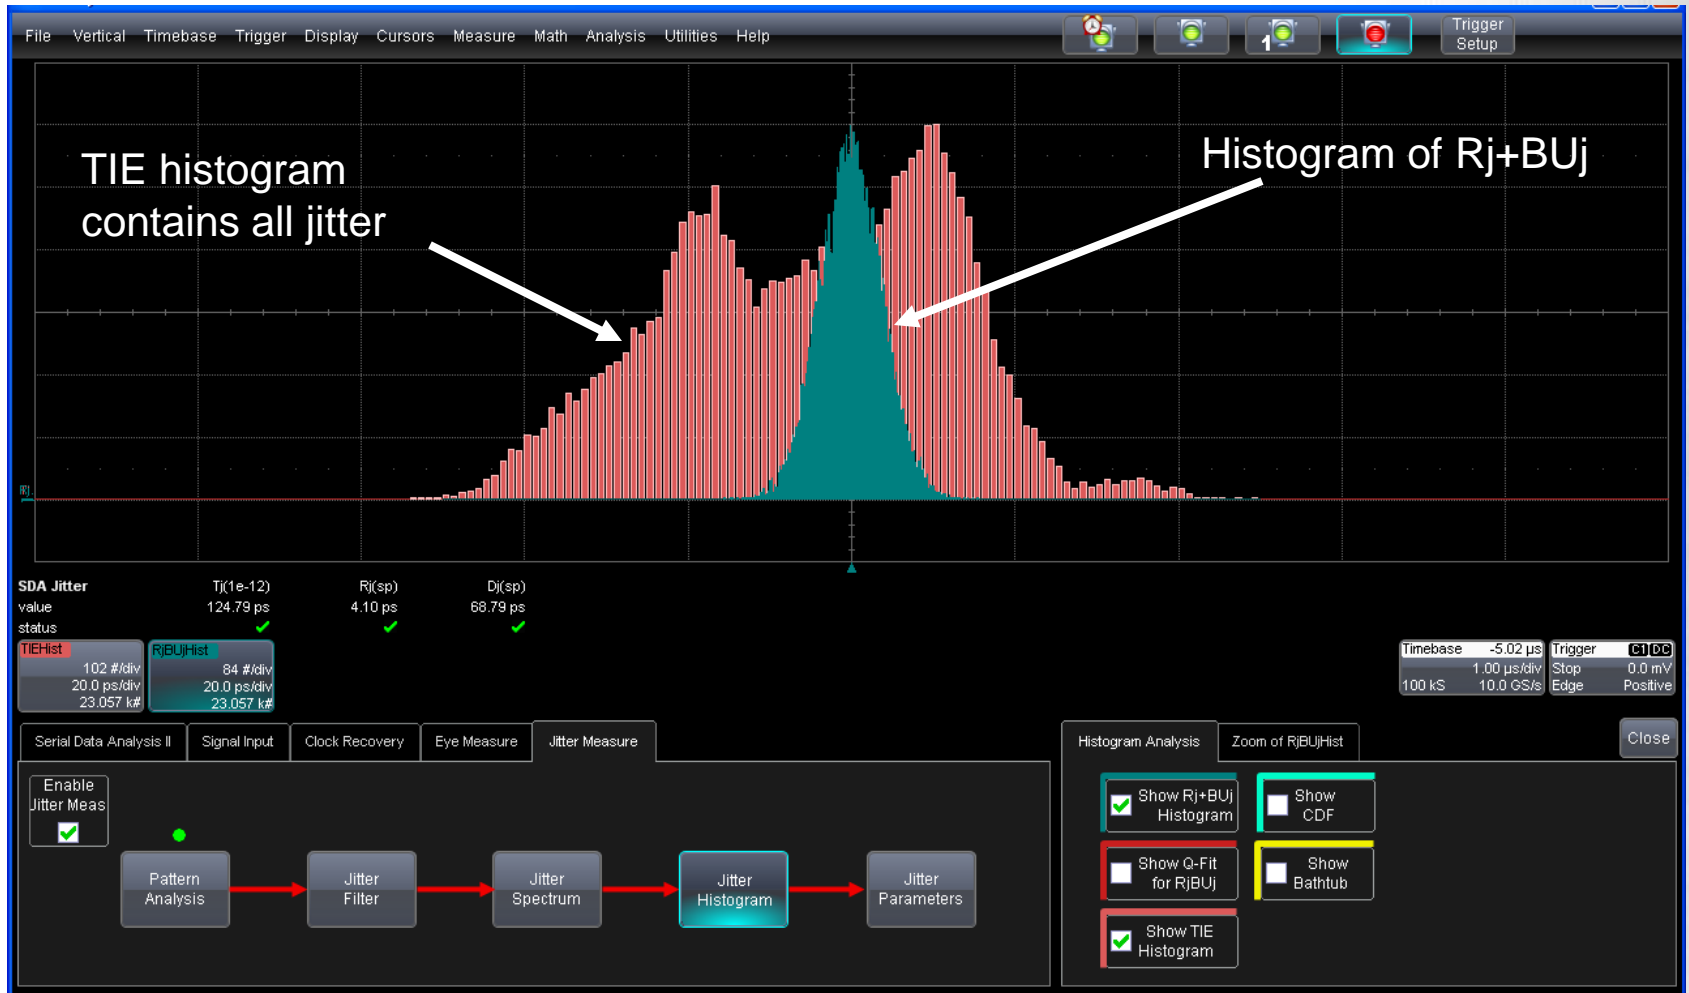 File Vertical Timebase Trigger Display Cursors Measure Math Analysis Utilities Help
1
Trigger
Setup
TIE histogram
contains all jitter
Histogram of Rj+BUj
SDA Jitter Tj(1e-12) Rj(sp) Dj(sp)
value 124.79 ps 4.10 ps 68.79 ps
status
TIEHist
102 #/div
20.0 ps/div
23.057 k#
RjBUjHist
84 #/div
20.0 ps/div
23.057 k#
Timebase -5.02 µs
1.00 µs/div
100 kS 10.0 GS/s
Trigger C1 DC
Stop 0.0 mV
Edge Positive
Serial Data Analysis II Signal Input Clock Recovery Eye Measure Jitter Measure
Enable
Jitter Meas
Pattern
Analysis
Jitter
Filter
Jitter
Spectrum
Jitter
Histogram
Jitter
Parameters
Histogram Analysis Zoom of RjBUjHist
Close
Show Rj+BUj
Histogram
Show
CDF
Show Q-Fit
for RjBUj
Show
Bathtub
Show TIE
Histogram